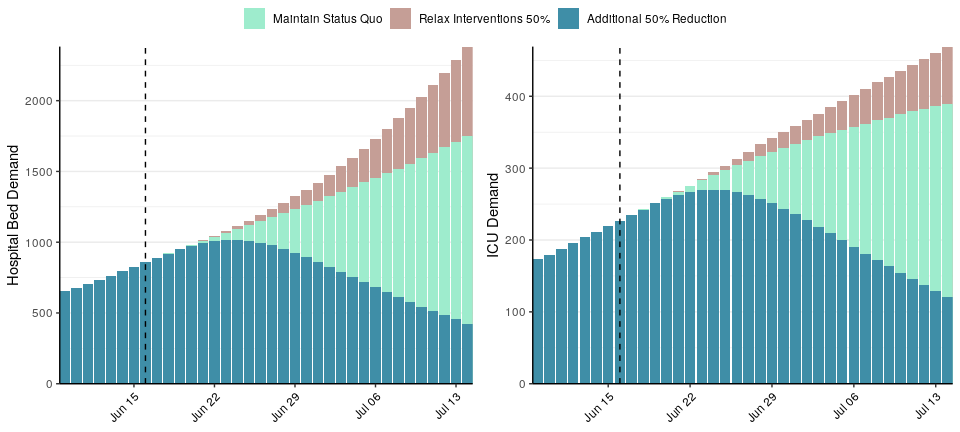 Maintain Status Quo Relax Interventions 50% Additional 50% Reduction
Hospital Bed Demand
2000
1500
1000
500
0
Jun 15 Jun 22 Jun 29 Jul 06 Jul 13
ICU Demand
400
300
200
100
0
Jun 15 Jun 22 Jun 29 Jul 06 Jul 13